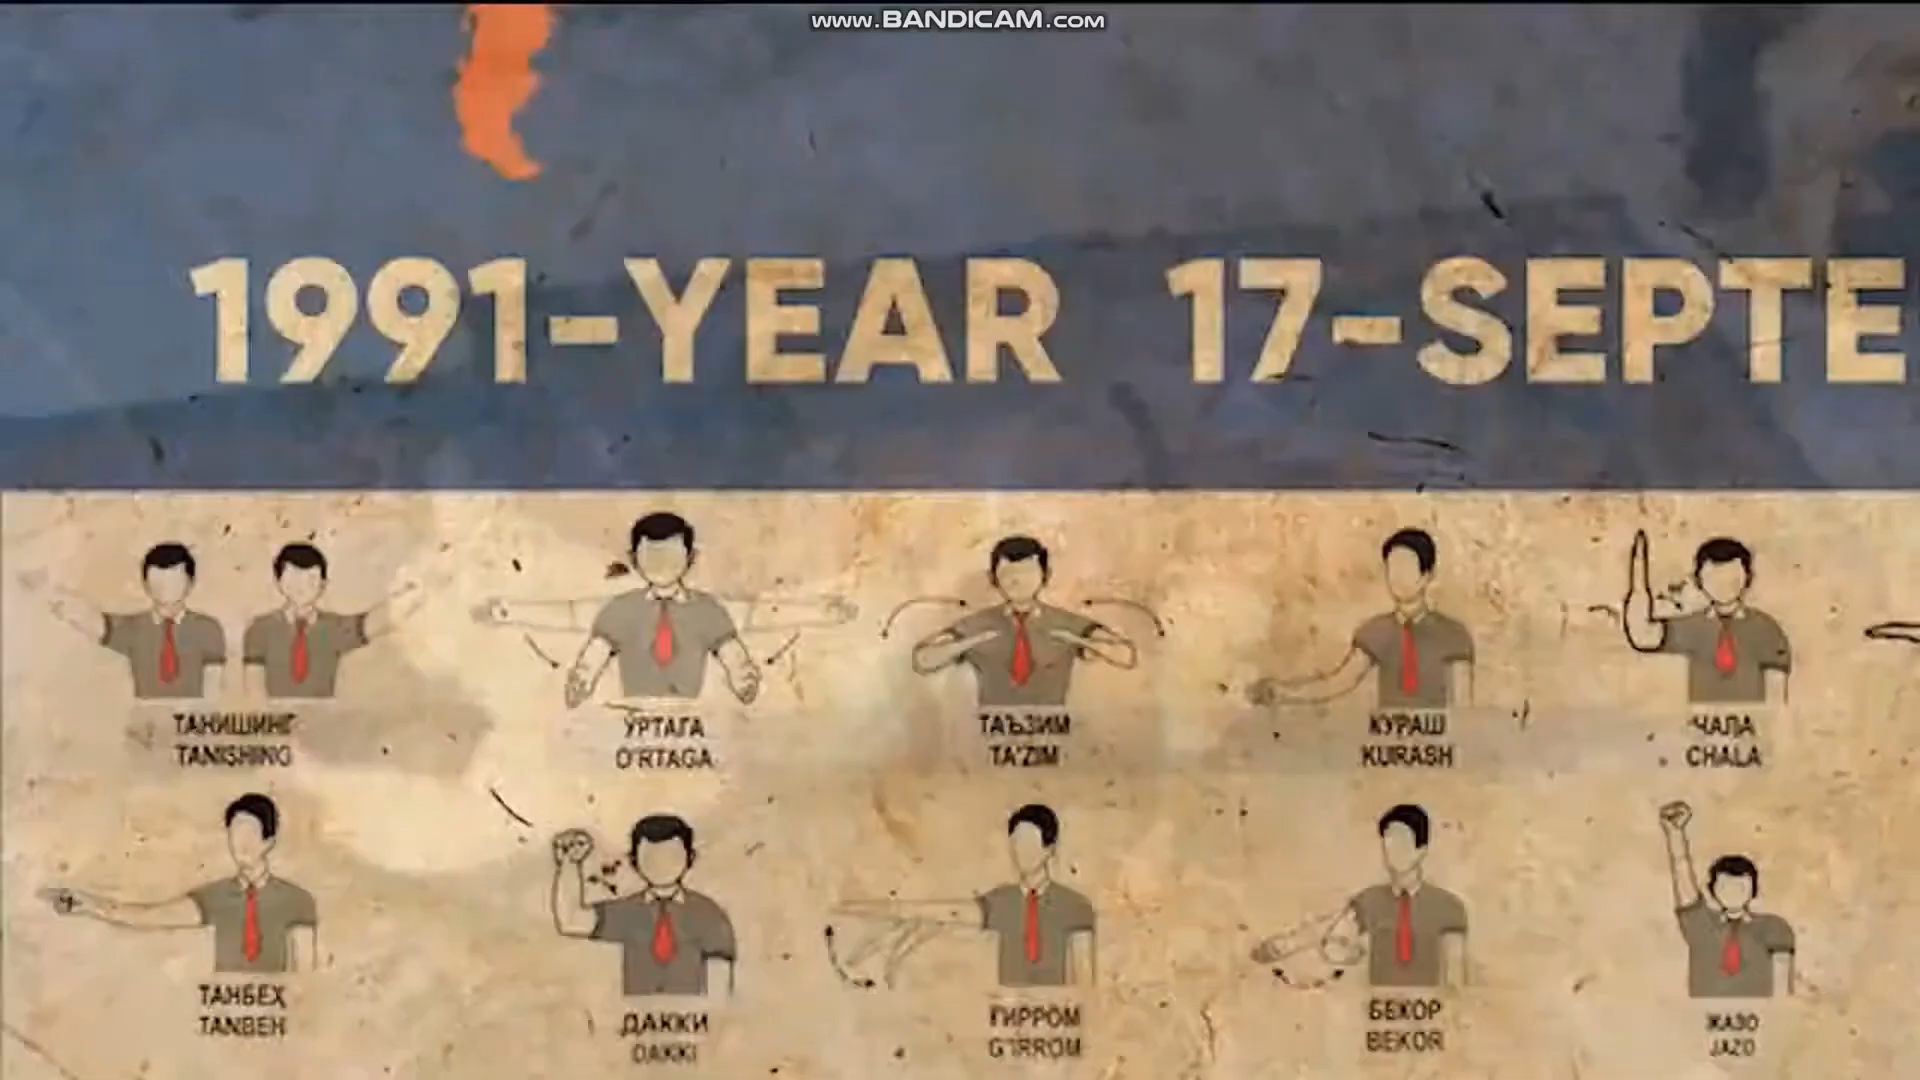 www.BANDICAM.com
1991-YEAR 17-SEPTE
ТАНИШИНГ
TANISHING
ЎРТАГА
O'RTAGA
ТАЪЗИМ
TA'ZIM
КУРАШ
KURASH
ЧАЛА
CHALA
ТАНБЕҲ
TANBEH
ДАККИ
DAKKI
ҒИРРОМ
G'IRROM
БЕКОР
BEKOR
ЖАЗО
JAZO